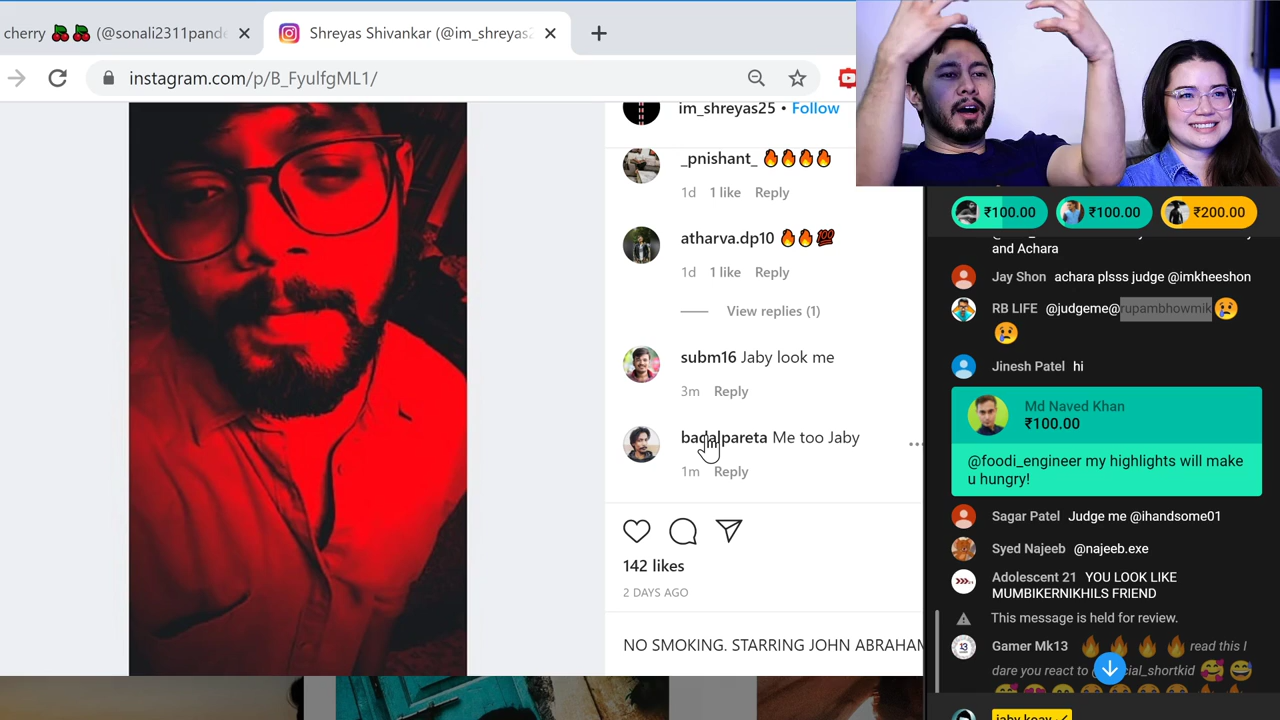 cherry 🍒🍒 (@sonali2311pand
Shreyas Shivankar (@im_shreyas2
instagram.com/p/B_FyulfgML1/
im_shreyas25 • Follow
_pnishant_ 🔥🔥🔥🔥
1d 1 like Reply
atharva.dp10 🔥🔥💯
1d 1 like Reply
View replies (1)
subm16 Jaby look me
3m Reply
badalpareta Me too Jaby
1m Reply
142 likes
2 DAYS AGO
NO SMOKING. STARRING JOHN ABRAHAM
₹100.00 ₹100.00 ₹200.00
and Achara
Jay Shon achara plsss judge @imkheeshon
RB LIFE @judgeme@rupambhowmik😢
😢
Jinesh Patel hi
Md Naved Khan
₹100.00
@foodi_engineer my highlights will make
u hungry!
Sagar Patel Judge me @ihandsome01
Syed Najeeb @najeeb.exe
Adolescent 21 YOU LOOK LIKE
MUMBIKERNIKHILS FRIEND
This message is held for review.
Gamer Mk13 🔥🔥🔥🔥 read this I
dare you react to cial_shortkid 🥰😅
jaby koay ✓